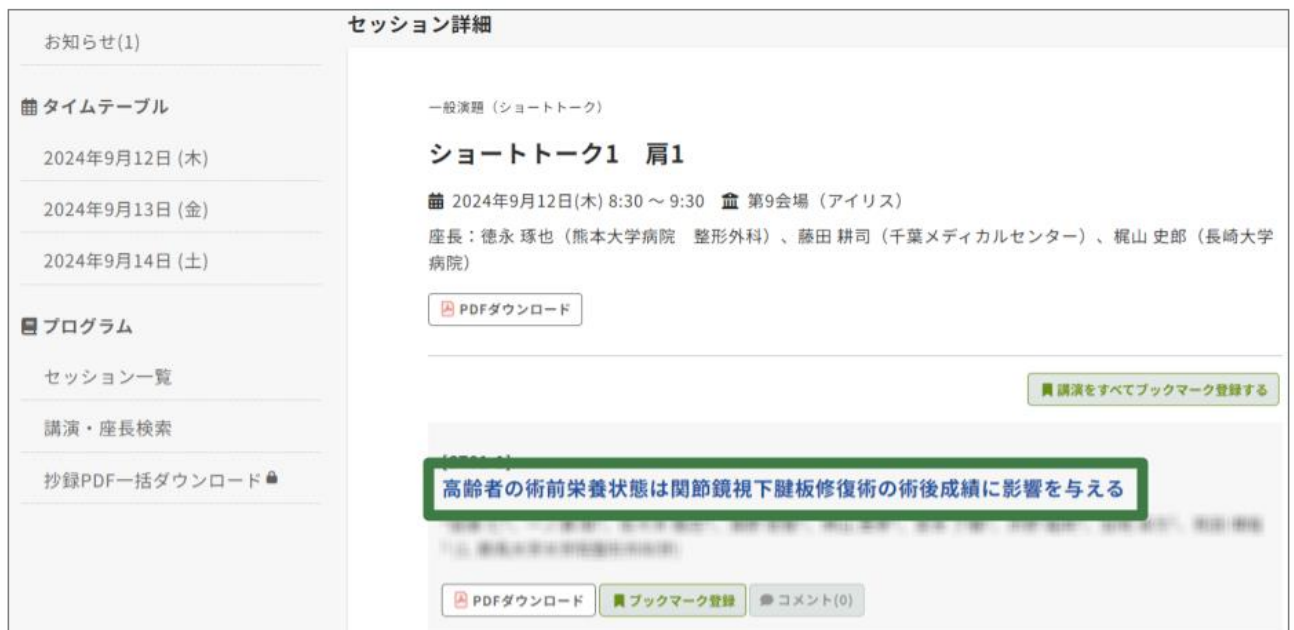 お知らせ(1)
タイムテーブル
2024年9月12日 (木)
2024年9月13日 (金)
2024年9月14日 (土)
プログラム
セッション一覧
講演・座長検索
抄録PDF一括ダウンロード
セッション詳細
一般演題（ショートトーク）
ショートトーク1　肩1
2024年9月12日(木) 8:30 ～ 9:30 第9会場（アイリス）
座長：徳永 琢也（熊本大学病院　整形外科）、藤田 耕司（千葉メディカルセンター）、梶山 史郎（長崎大学
病院）
PDFダウンロード
講演をすべてブックマーク登録する
高齢者の術前栄養状態は関節鏡視下腱板修復術の術後成績に影響を与える
PDFダウンロード
ブックマーク登録
コメント(0)